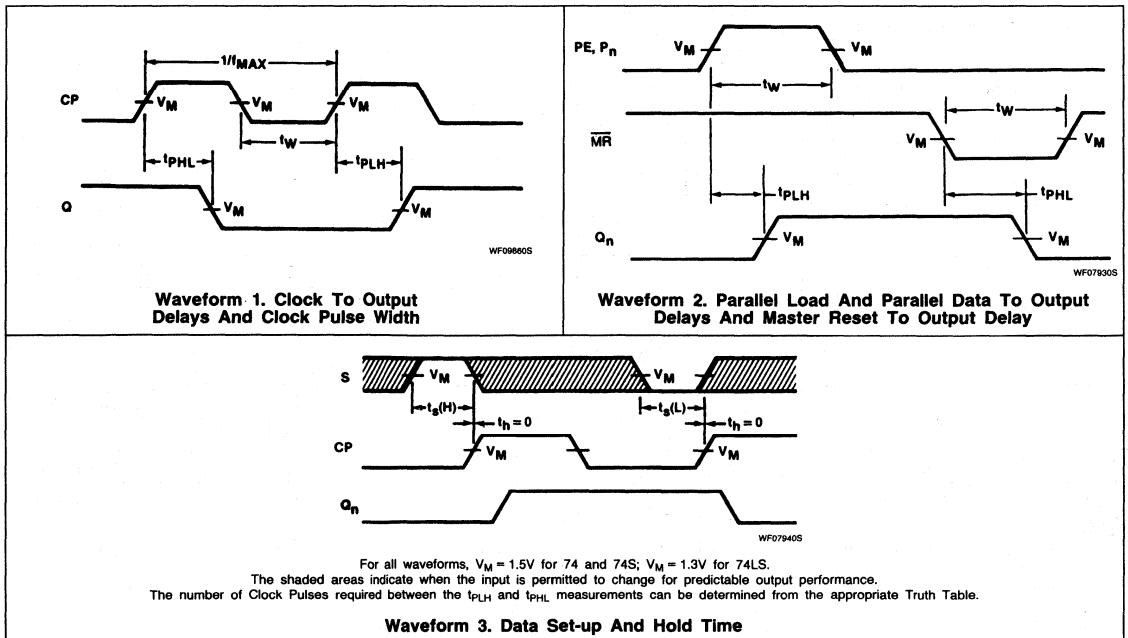 1/fMAX
CP
VM
VM
VM
tW
tPHL
tPLH
Q
VM
VM
WF09860S
Waveform 1. Clock To Output
Delays And Clock Pulse Width
PE, Pn
VM
VM
tW
tW
MR
VM
VM
tPLH
tPHL
Qn
VM
VM
WF07930S
Waveform 2. Parallel Load And Parallel Data To Output
Delays And Master Reset To Output Delay
S
VM
VM
ts(H)
ts(L)
th = 0
th = 0
CP
VM
VM
Qn
WF07940S
For all waveforms, VM = 1.5V for 74 and 74S; VM = 1.3V for 74LS.
The shaded areas indicate when the input is permitted to change for predictable output performance.
The number of Clock Pulses required between the tPLH and tPHL measurements can be determined from the appropriate Truth Table.
Waveform 3. Data Set-up And Hold Time